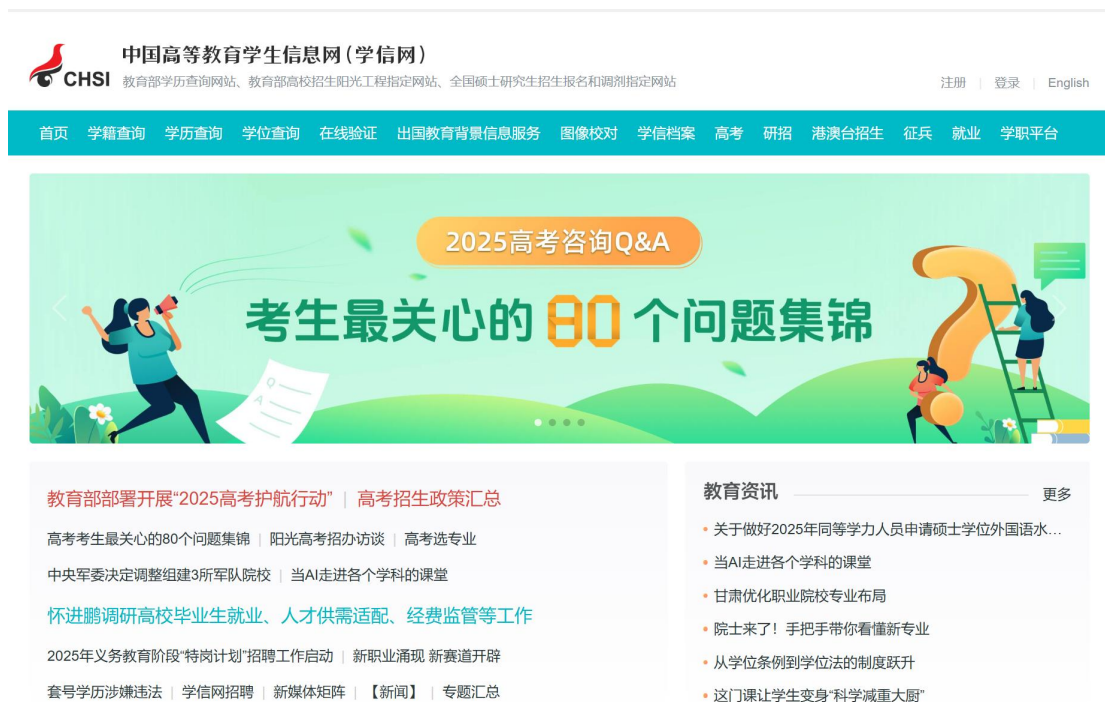 中国高等教育学生信息网(学信网)
CHSI 教育部学历查询网站、教育部高校招生阳光工程指定网站、全国硕士研究生招生报名和调剂指定网站
注册 | 登录 | English
首页 学籍查询 学历查询 学位查询 在线验证 出国教育背景信息服务 图像校对 学信档案 高考 研招 港澳台招生 征兵 就业 学职平台
2025高考咨询Q&A
考生最关心的80个问题集锦
Q
A
教育部部署开展“2025高考护航行动” | 高考招生政策汇总
高考考生最关心的80个问题集锦 | 阳光高考招办访谈 | 高考选专业
中央军委决定调整组建3所军队院校 | 当AI走进各个学科的课堂
怀进鹏调研高校毕业生就业、人才供需适配、经费监管等工作
2025年义务教育阶段“特岗计划”招聘工作启动 | 新职业涌现 新赛道开辟
套号学历涉嫌违法 | 学信网招聘 | 新媒体矩阵 | 【新闻】 | 专题汇总
教育资讯 更多
• 关于做好2025年同等学力人员申请硕士学位外国语水…
• 当AI走进各个学科的课堂
• 甘肃优化职业院校专业布局
• 院士来了！手把手带你看懂新专业
• 从学位条例到学位法的制度跃升
• 这门课让学生变身“科学减重大厨”